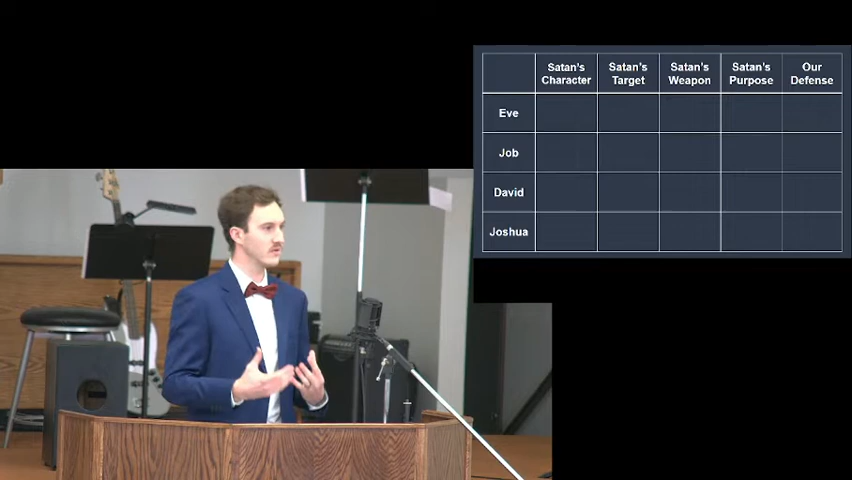 Satan's Satan's Satan's Satan's Our
Character Target Weapon Purpose Defense
Eve
Job
David
Joshua